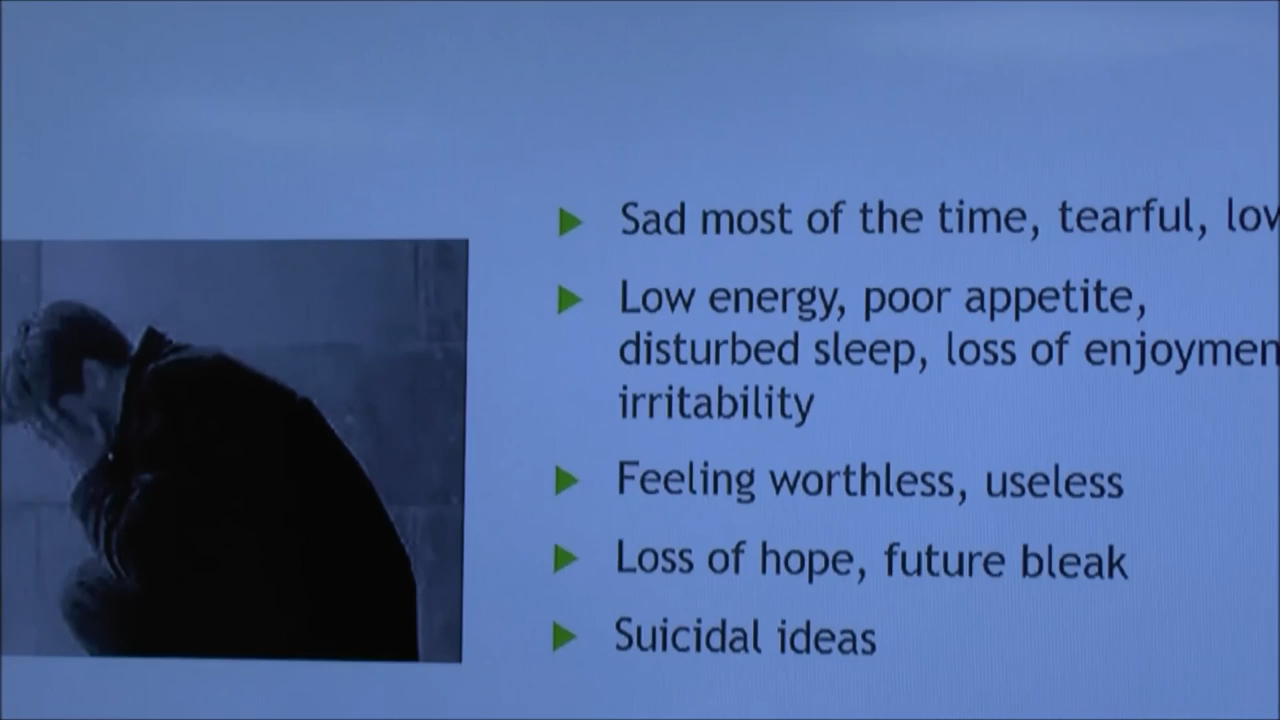 Sad most of the time, tearful,
Low energy, poor appetite,
disturbed sleep, loss of
irritability
Feeling worthless, useless
Loss of hope, future bleak
Suicidal ideas